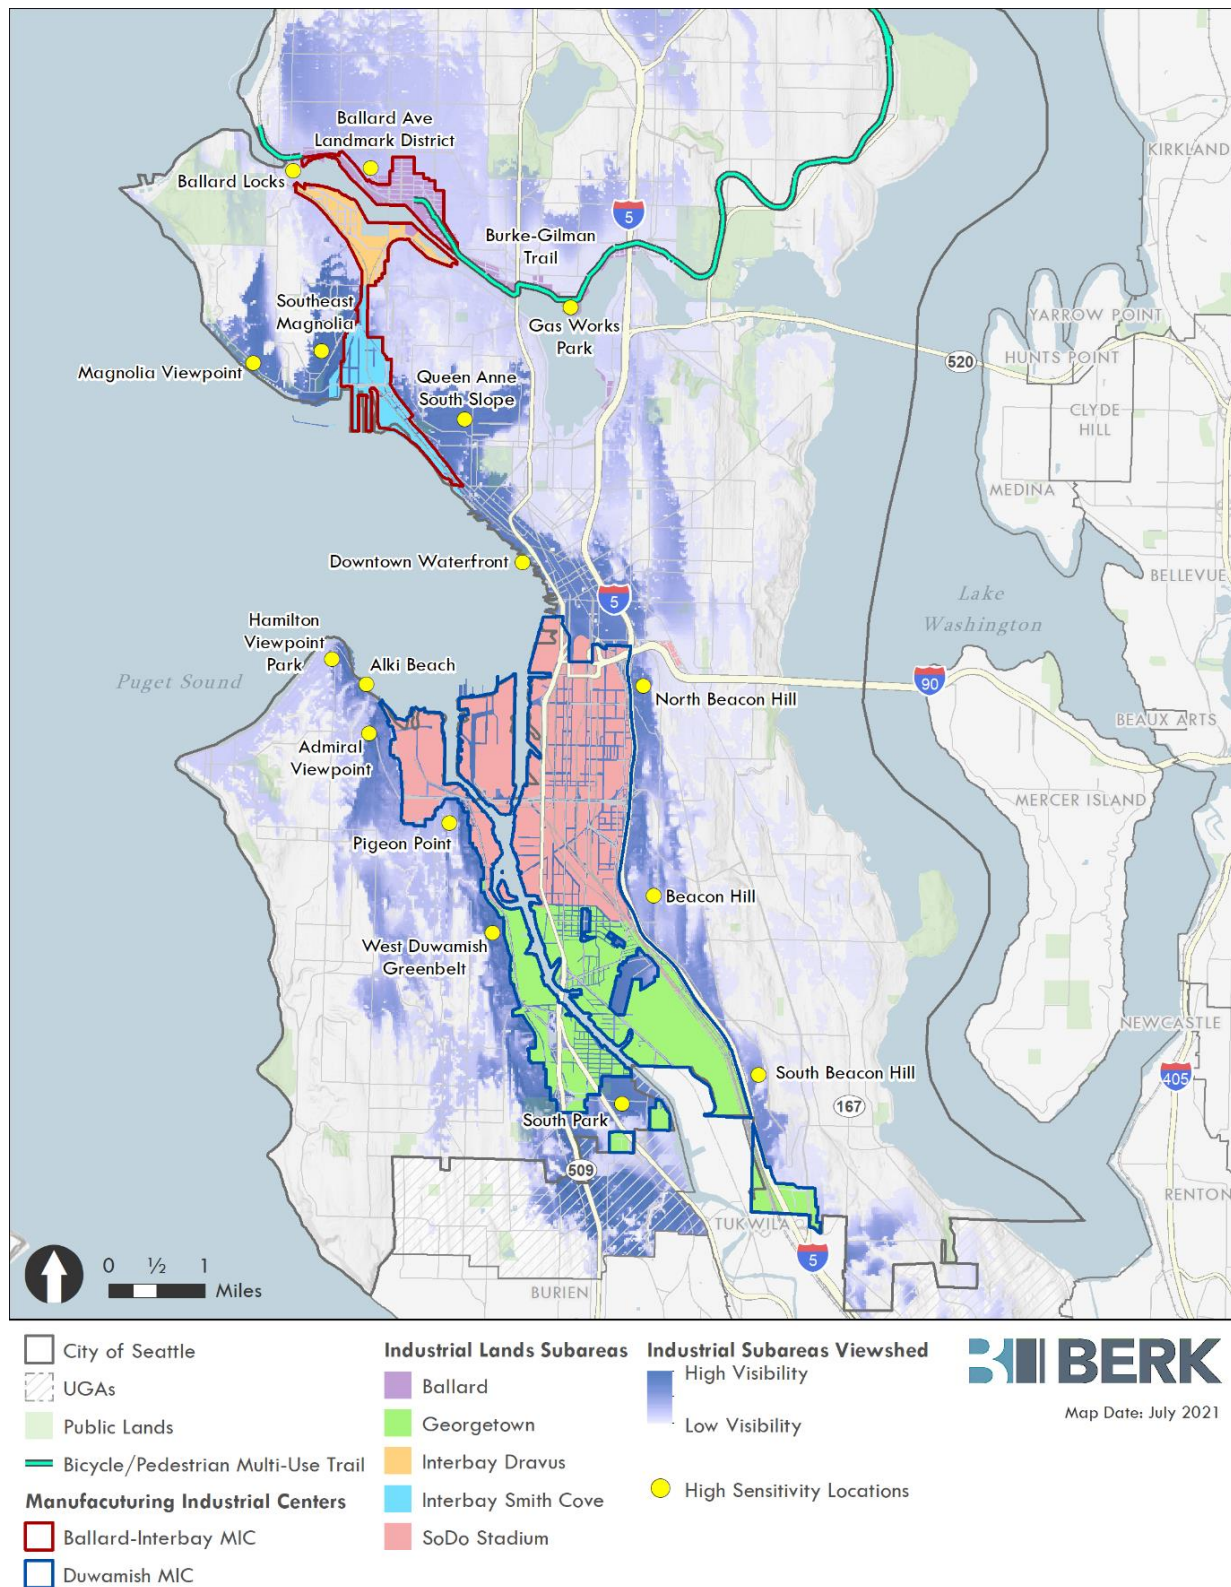 Ballard Ave
Landmark District
KIRKLAND
Ballard Locks
5
Burke-Gilman
Trail
Southeast
Magnolia
Gas Works
Park
YARROW POINT
HUNTS POINT
520
Magnolia Viewpoint
Queen Anne
South Slope
CLYDE
HILL
MEDINA
Downtown Waterfront
BELLEVUE
5
Lake
Washington
Hamilton
Viewpoint
Park
Alki Beach
Puget Sound
North Beacon Hill
90
BEAUX ARTS
Admiral
Viewpoint
MERCER ISLAND
Pigeon Point
Beacon Hill
West Duwamish
Greenbelt
NEWCASTLE
South Beacon Hill
405
167
South Park
509
RENTON
TUKWILA
5
0 ½ 1
Miles
BURIEN
City of Seattle
UGAs
Public Lands
Bicycle/Pedestrian Multi-Use Trail
Manufacuturing Industrial Centers
Ballard-Interbay MIC
Duwamish MIC
Industrial Lands Subareas
Ballard
Georgetown
Interbay Dravus
Interbay Smith Cove
SoDo Stadium
Industrial Subareas Viewshed
High Visibility
Low Visibility
High Sensitivity Locations
BERK
Map Date: July 2021